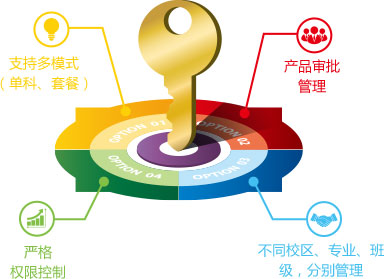 支持多模式
（单科、套餐）
产品审批
管理
OPTION 01
OPTION 02
OPTION 04
OPTION 03
严格
权限控制
不同校区、专业、班
级，分别管理